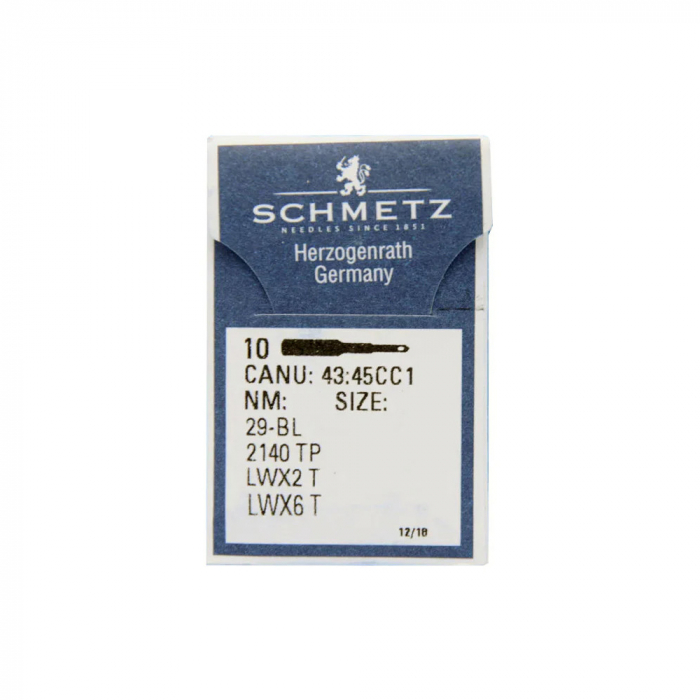 SCHMETZ
NEEDLES SINCE 1851
Herzogenrath
Germany
10
CANU: 43:45CC1
NM: SIZE:
29-BL
2140 TP
LWX2 T
LWX6 T
12/18